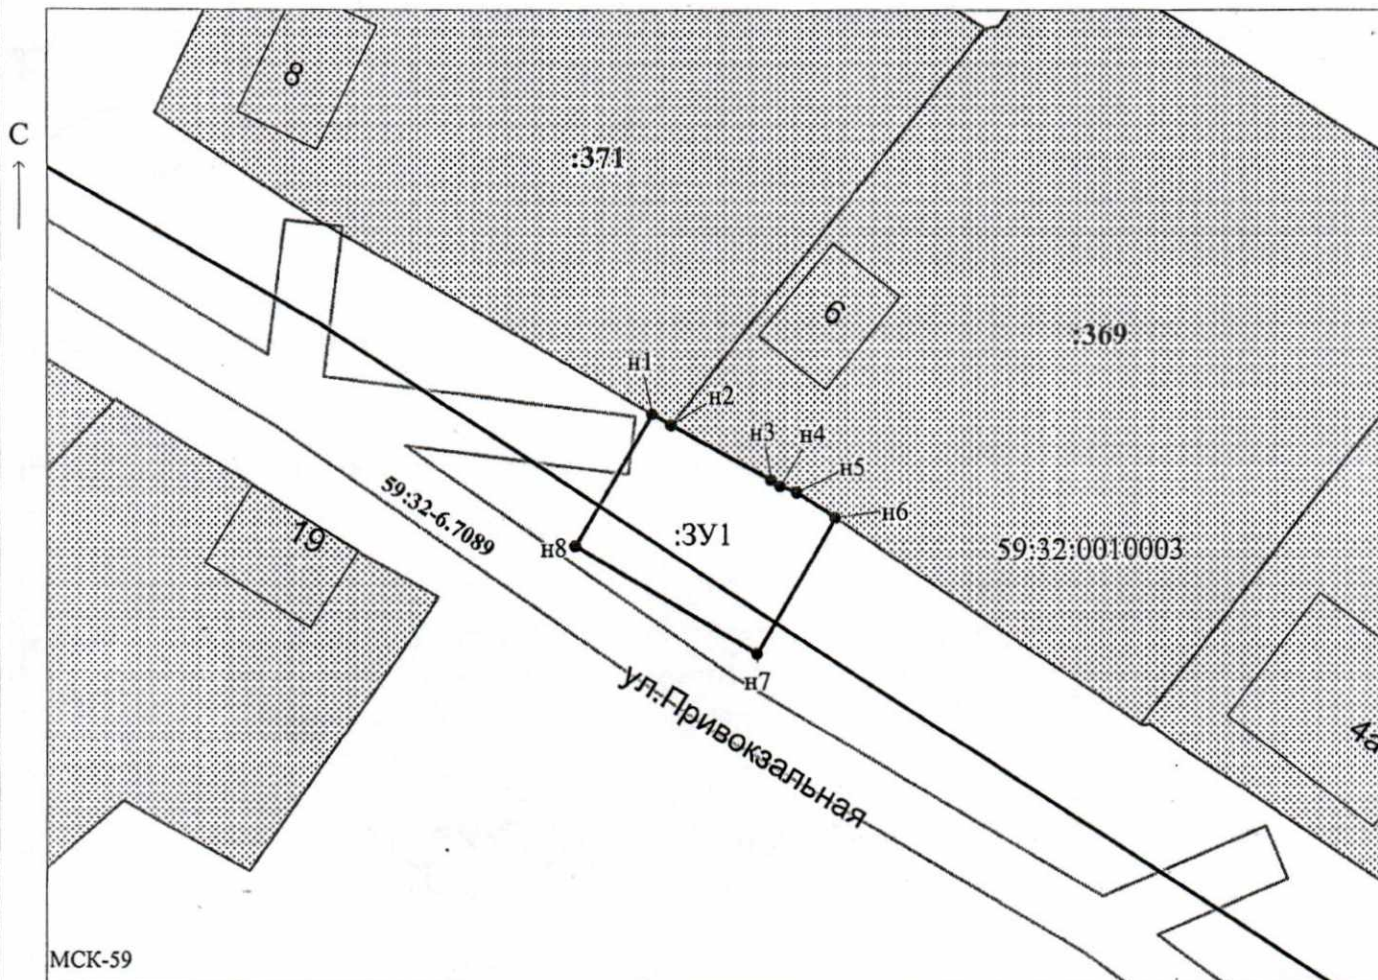 8
С
:371
6
:369
н1
н2
н3
н4
н5
н6
59:32-6.7089
19
н8
:ЗУ1
59:32:0010003
н7
ул.Привокзальная
4а
МСК-59